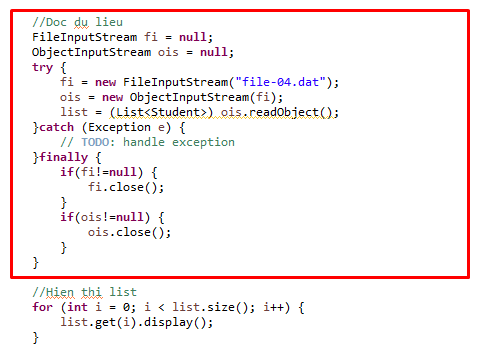 //Doc du lieu
FileInputStream fi = null;
ObjectInputStream ois = null;
try {
    fi = new FileInputStream("file-04.dat");
    ois = new ObjectInputStream(fi);
    list = (List<Student>) ois.readObject();
}catch (Exception e) {
    // TODO: handle exception
}finally {
    if(fi!=null) {
        fi.close();
    }
    if(ois!=null) {
        ois.close();
    }
}
//Hien thi list
for (int i = 0; i < list.size(); i++) {
    list.get(i).display();
}